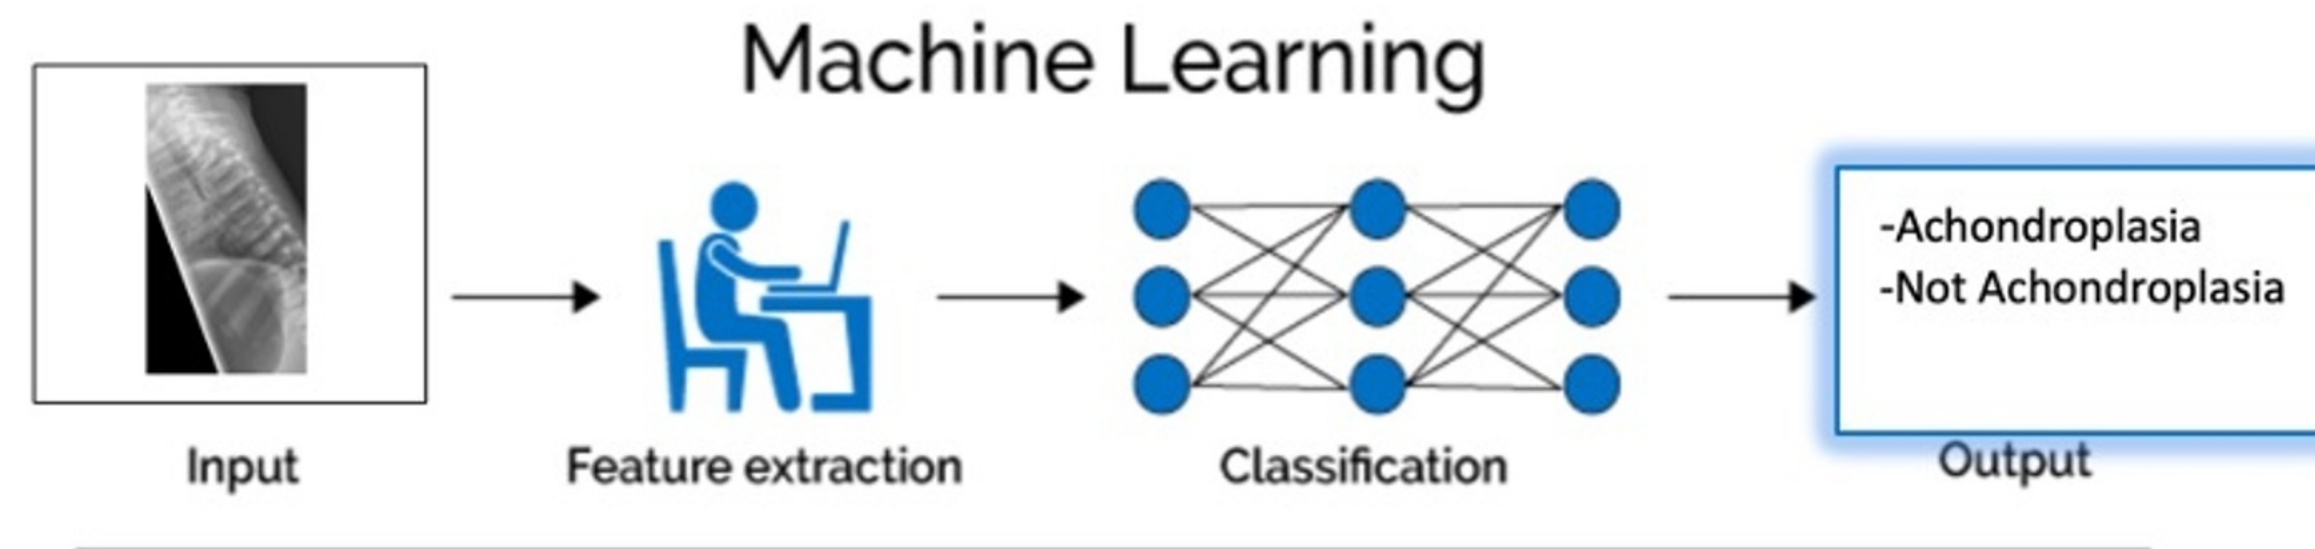 Machine Learning
-Achondroplasia
-Not Achondroplasia
Input
Feature extraction
Classification
Output